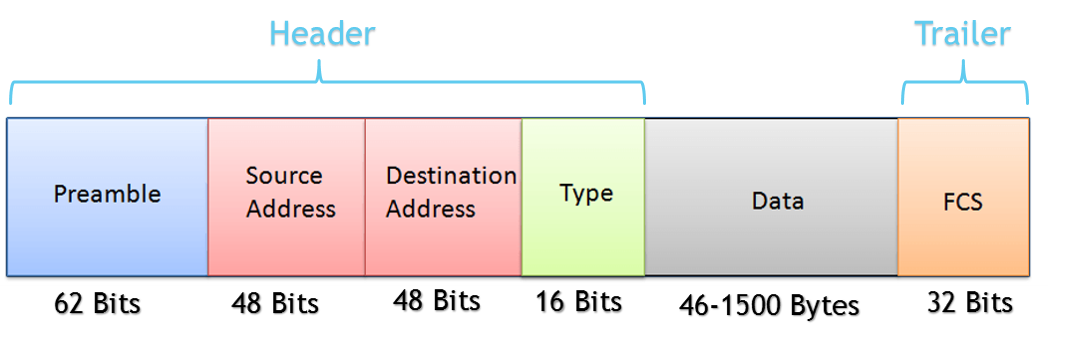 Header
Trailer
Preamble
Source
Address
Destination
Address
Type
Data
FCS
62 Bits
48 Bits
48 Bits
16 Bits
46-1500 Bytes
32 Bits